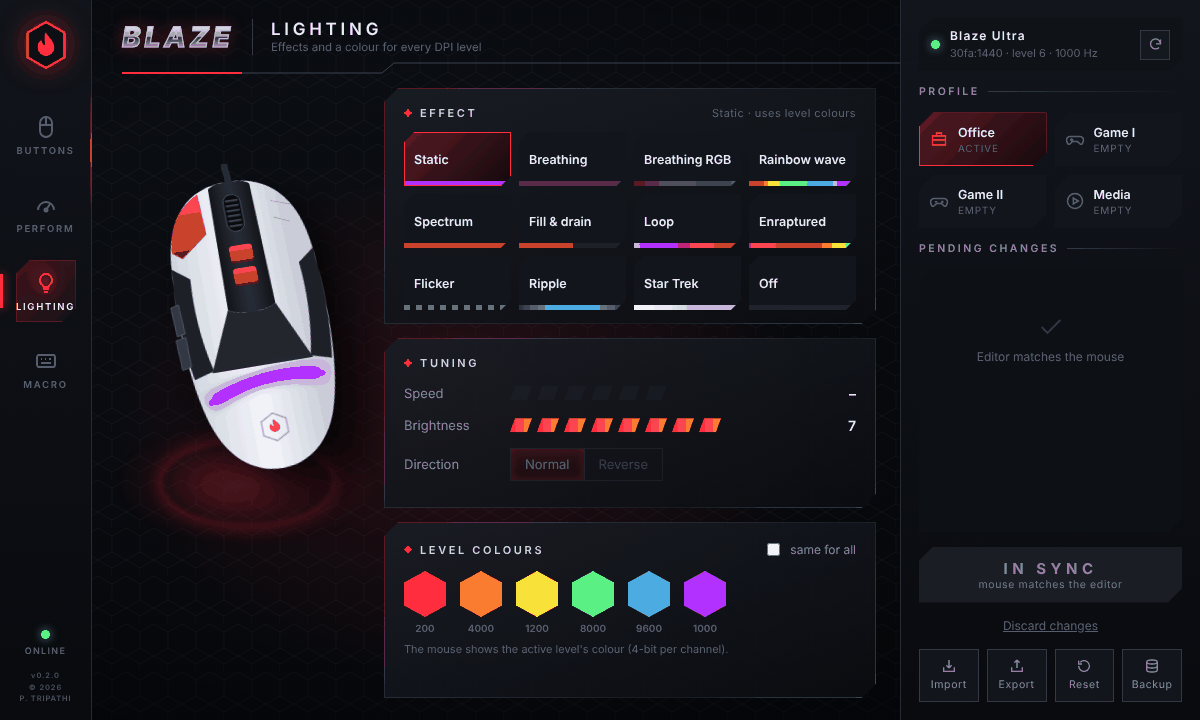 BLAZE
LIGHTING
Effects and a colour for every DPI level
BUTTONS
PERFORM
LIGHTING
MACRO
ONLINE
v0.2.0
© 2026
P. TRIPATHI
EFFECT
Static · uses level colours
Static
Breathing
Breathing RGB
Rainbow wave
Spectrum
Fill & drain
Loop
Enraptured
Flicker
Ripple
Star Trek
Off
TUNING
Speed
–
Brightness
7
Direction
Normal
Reverse
LEVEL COLOURS
same for all
200
4000
1200
8000
9600
1000
The mouse shows the active level's colour (4-bit per channel).
Blaze Ultra
30fa:1440 · level 6 · 1000 Hz
PROFILE
Office
ACTIVE
Game I
EMPTY
Game II
EMPTY
Media
EMPTY
PENDING CHANGES
Editor matches the mouse
IN SYNC
mouse matches the editor
Discard changes
Import
Export
Reset
Backup